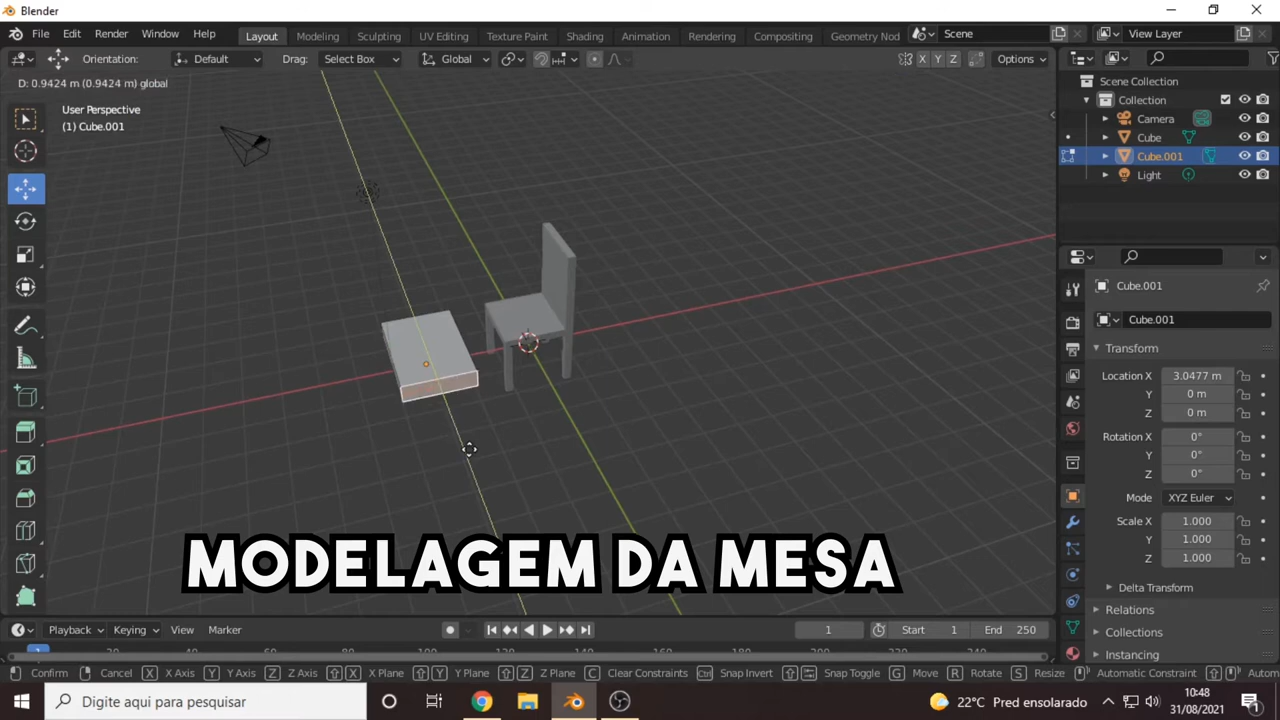 Blender
File Edit Render Window Help
Layout Modeling Sculpting UV Editing Texture Paint Shading Animation Rendering Compositing Geometry Nod
Scene
View Layer
Orientation: Default Drag: Select Box Global
X Y Z Options
D: 0.9424 m (0.9424 m) global
User Perspective
(1) Cube.001
Scene Collection
Collection
Camera
Cube
Cube.001
Light
Cube.001
Cube.001
Transform
Location X 3.0477 m
Y 0 m
Z 0 m
Rotation X 0°
Y 0°
Z 0°
Mode XYZ Euler
Scale X 1.000
Y 1.000
Z 1.000
Delta Transform
Relations
Collections
Instancing
MODELAGEM DA MESA
Playback Keying View Marker
1 Start 1 End 250
Confirm Cancel X X Axis Y Y Axis Z Z Axis X X Plane Y Y Plane Z Z Plane C Clear Constraints Ctrl Snap Invert Snap Toggle G Move R Rotate S Resize Automatic Constraint Automat
Digite aqui para pesquisar
22°C Pred ensolarado
10:48
31/08/2021